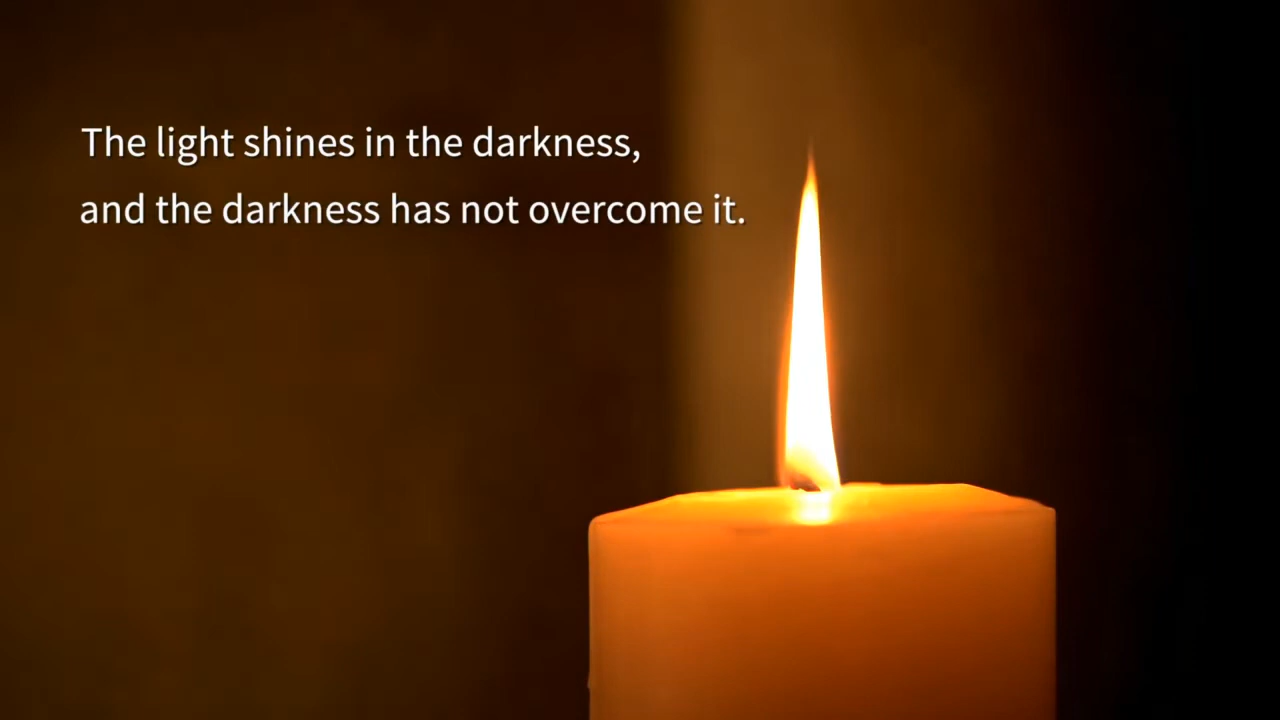 The light shines in the darkness,
and the darkness has not overcome it.